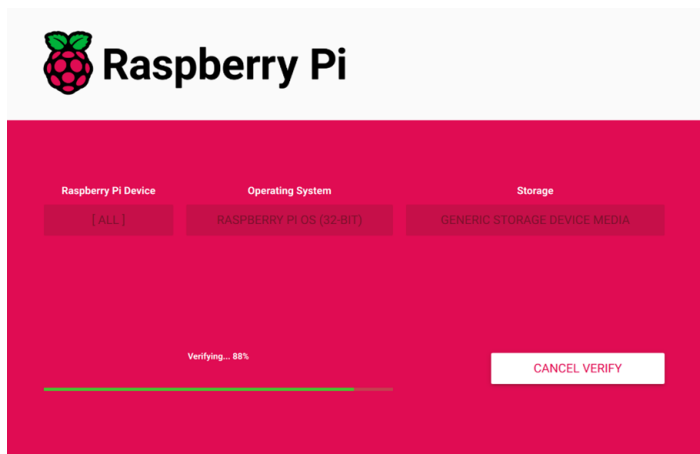 Raspberry Pi
Raspberry Pi Device
Operating System
Storage
[ ALL ]
RASPBERRY PI OS (32-BIT)
GENERIC STORAGE DEVICE MEDIA
Verifying... 88%
CANCEL VERIFY